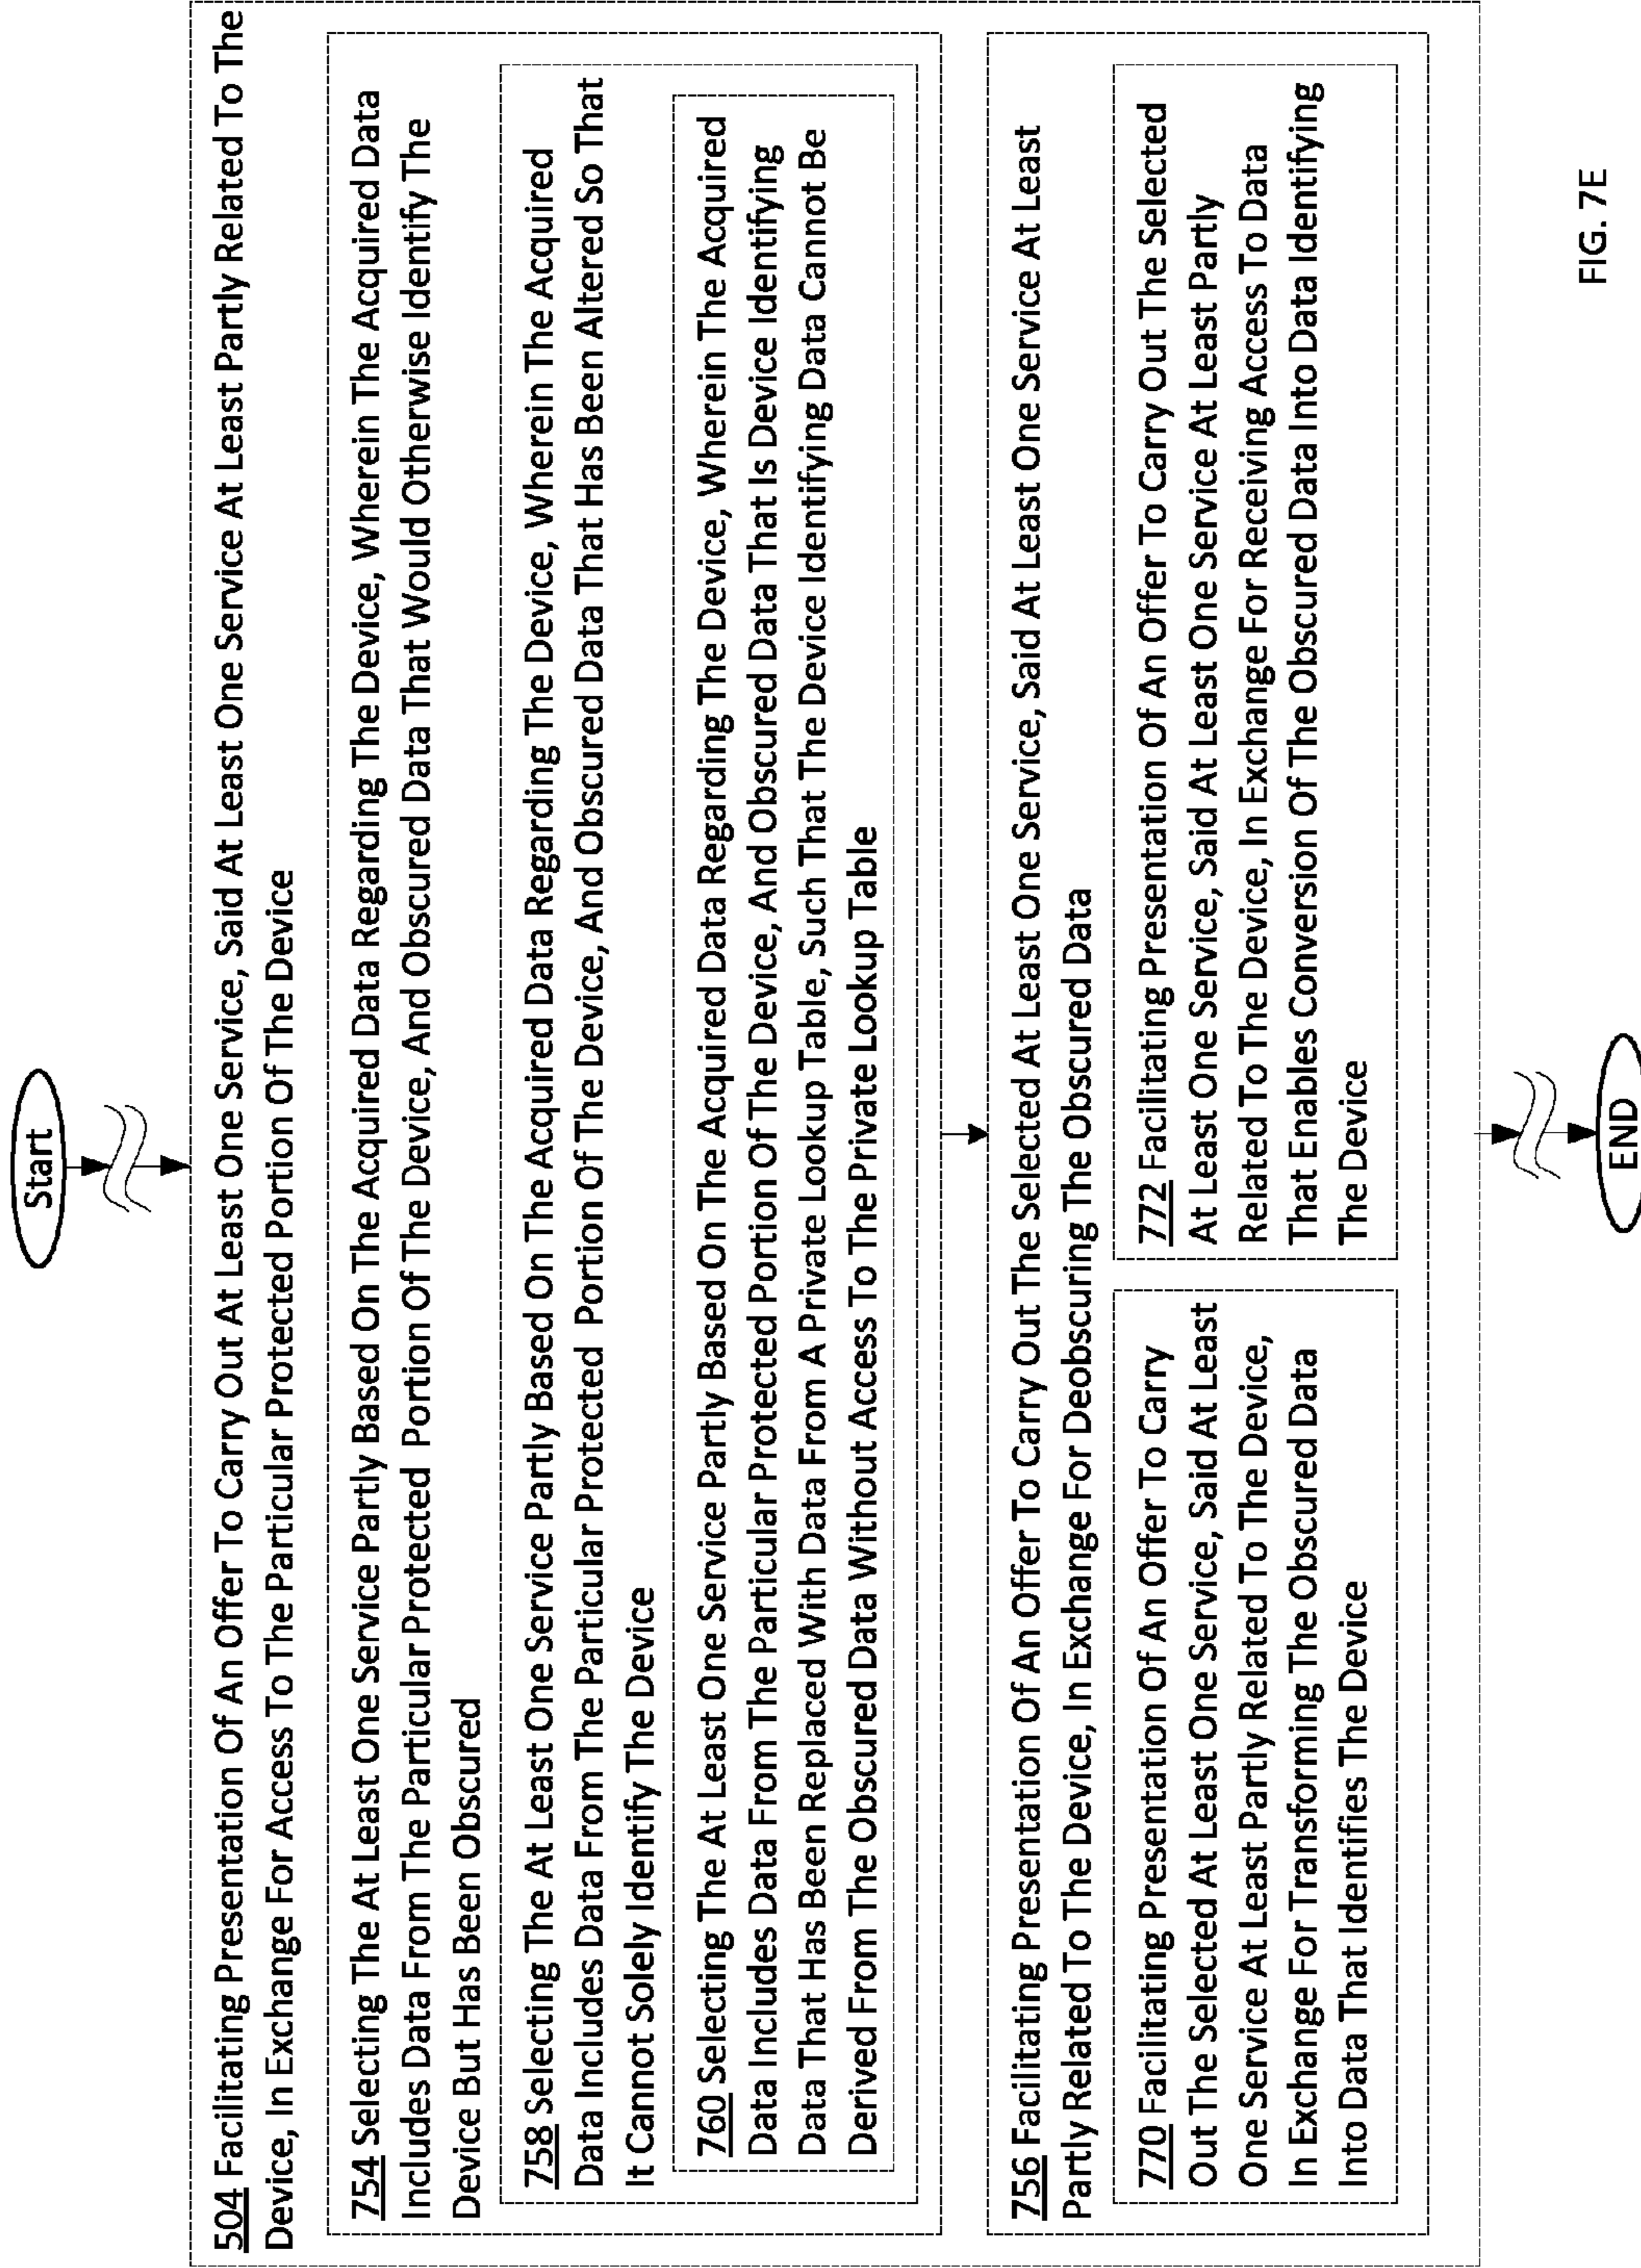 Start
504 Facilitating Presentation Of An Offer To Carry Out At Least One Service, Said At Least One Service At Least Partly Related To The
Device, In Exchange For Access To The Particular Protected Portion Of The Device
754 Selecting The At Least One Service Partly Based On The Acquired Data Regarding The Device, Wherein The Acquired Data
Includes Data From The Particular Protected Portion Of The Device, And Obscured Data That Would Otherwise Identify The
Device But Has Been Obscured
758 Selecting The At Least One Service Partly Based On The Acquired Data Regarding The Device, Wherein The Acquired
Data Includes Data From The Particular Protected Portion Of The Device, And Obscured Data That Has Been Altered So That
It Cannot Solely Identify The Device
760 Selecting The At Least One Service Partly Based On The Acquired Data Regarding The Device, Wherein The Acquired
Data Includes Data From The Particular Protected Portion Of The Device, And Obscured Data That Is Device Identifying
Data That Has Been Replaced With Data From A Private Lookup Table, Such That The Device Identifying Data Cannot Be
Derived From The Obscured Data Without Access To The Private Lookup Table
756 Facilitating Presentation Of An Offer To Carry Out The Selected At Least One Service, Said At Least One Service At Least
Partly Related To The Device, In Exchange For Deobscuring The Obscured Data
770 Facilitating Presentation Of An Offer To Carry
Out The Selected At Least One Service, Said At Least
One Service At Least Partly Related To The Device,
In Exchange For Transforming The Obscured Data
Into Data That Identifies The Device
772 Facilitating Presentation Of An Offer To Carry Out The Selected
At Least One Service, Said At Least One Service At Least Partly
Related To The Device, In Exchange For Receiving Access To Data
That Enables Conversion Of The Obscured Data Into Data Identifying
The Device
END
FIG. 7E